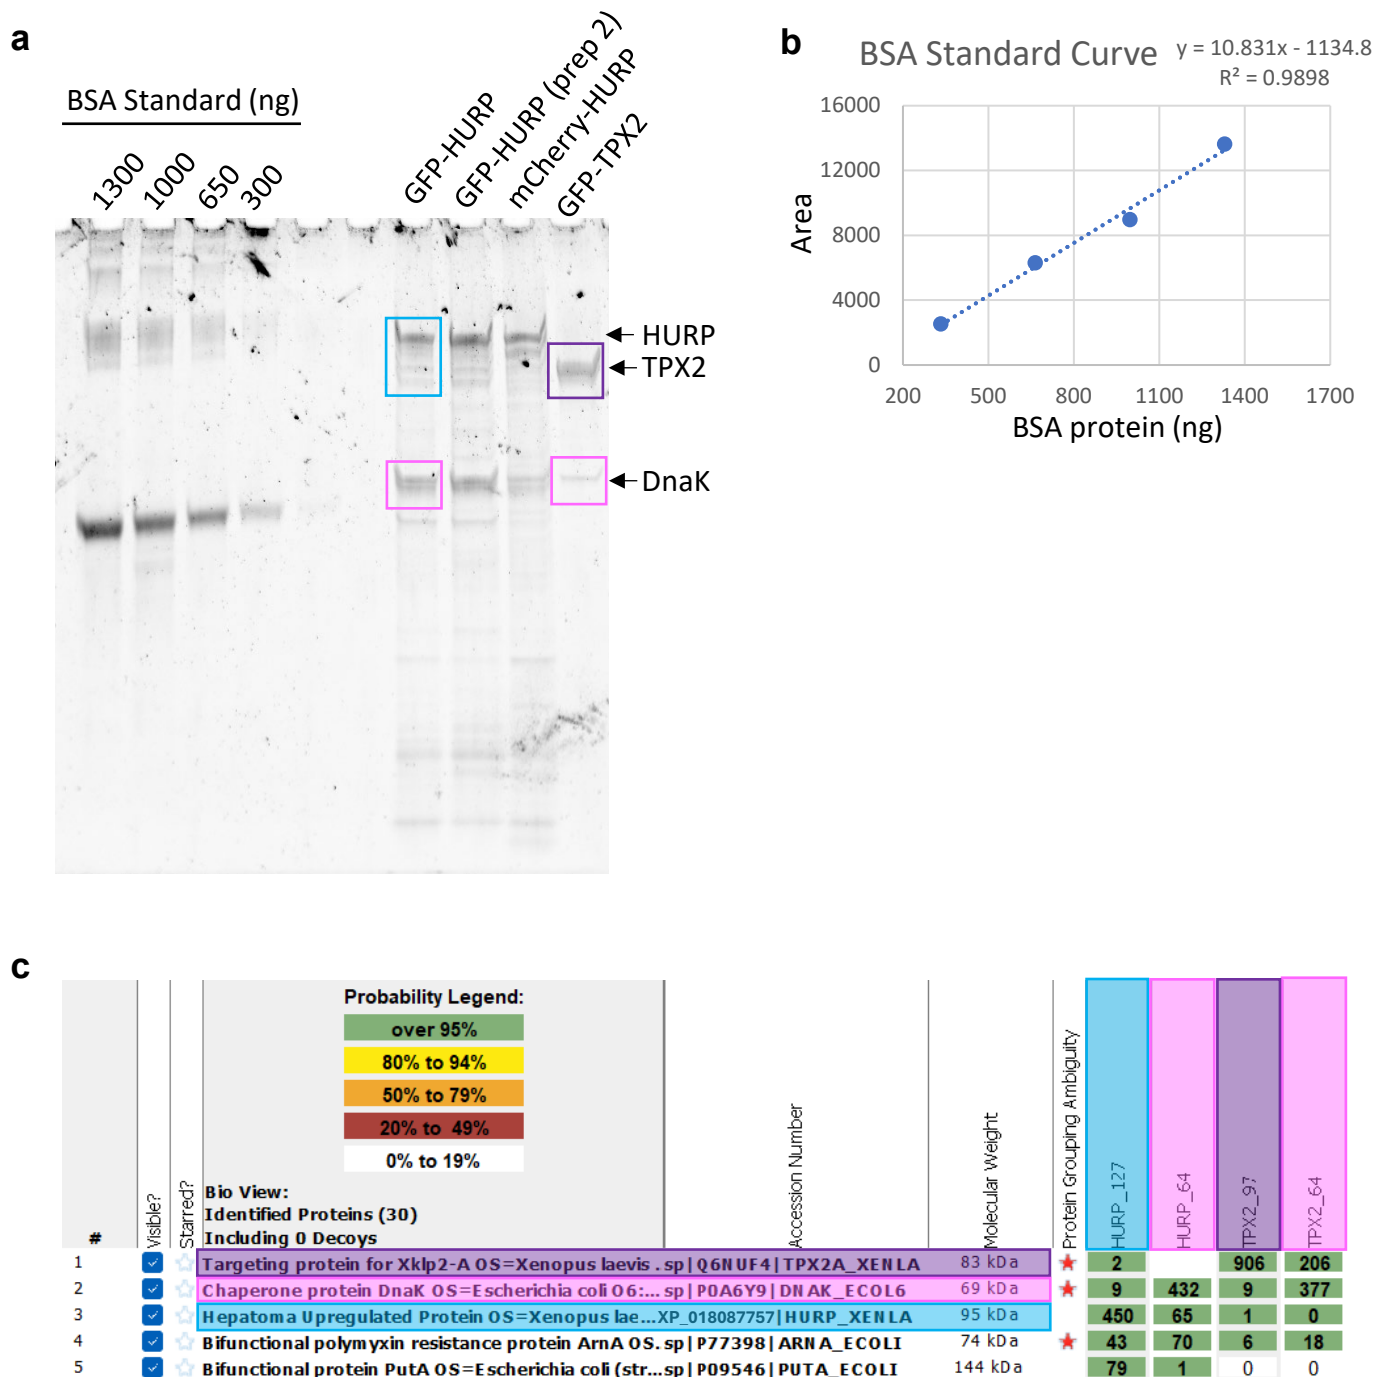 a
BSA Standard (ng)
1300
1000
650
300
GFP-HURP
GFP-HURP (prep 2)
mCherry-HURP
GFP-TPX2
HURP
TPX2
DnaK
b
BSA Standard Curve
y = 10.831x - 1134.8
R² = 0.9898
Area
16000
12000
8000
4000
0
200 500 800 1100 1400 1700
BSA protein (ng)
c
Probability Legend:
over 95%
80% to 94%
50% to 79%
20% to 49%
0% to 19%
Bio View:
Identified Proteins (30)
Including 0 Decoys
#
Visible?
Starred?
Accession Number
Molecular Weight
Protein Grouping Ambiguity
HURP_127
HURP_64
TPX2_97
TPX2_64
1 Targeting protein for Xklp2-A OS=Xenopus laevis . sp|Q6NUF4|TPX2A_XENLA 83 kDa 2 906 206
2 Chaperone protein DnaK OS=Escherichia coli O6:... sp|P0A6Y9|DNAK_ECOL6 69 kDa 9 432 9 377
3 Hepatoma Upregulated Protein OS=Xenopus lae... XP_018087757|HURP_XENLA 95 kDa 450 65 1 0
4 Bifunctional polymyxin resistance protein ArnA OS. sp|P77398|ARNA_ECOLI 74 kDa 43 70 6 18
5 Bifunctional protein PutA OS=Escherichia coli (str... sp|P09546|PUTA_ECOLI 144 kDa 79 1 0 0